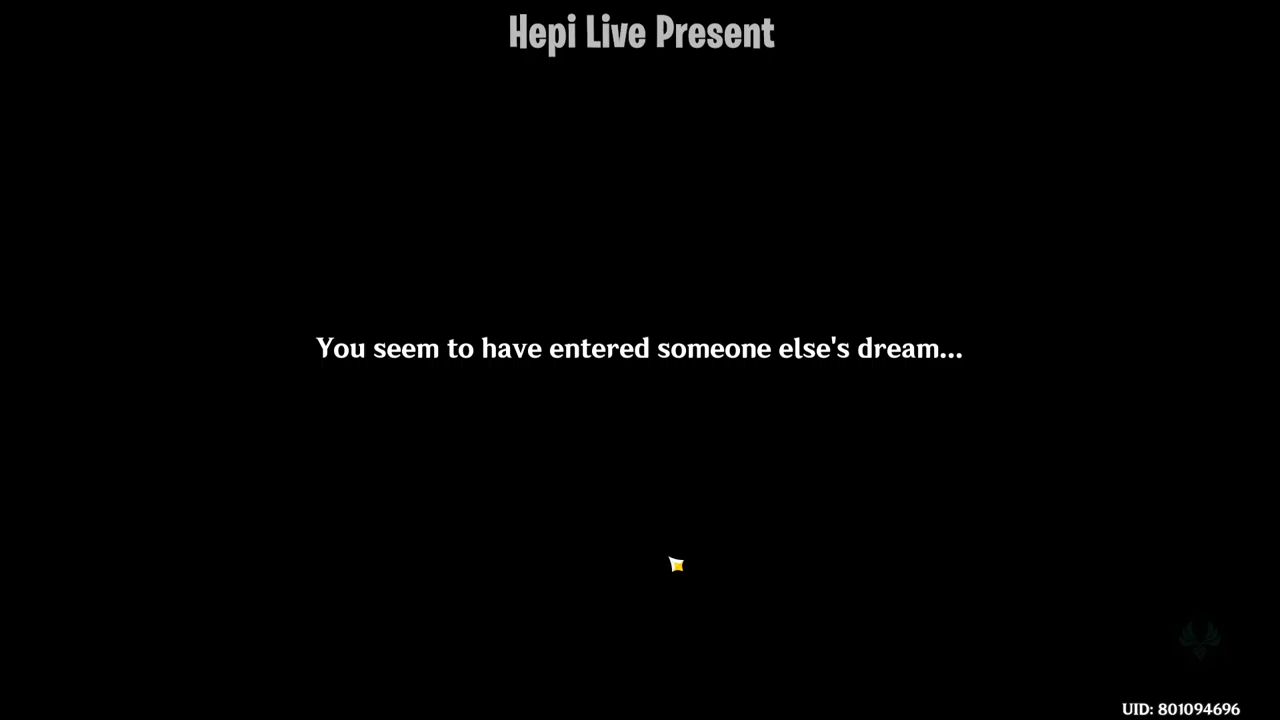 Hepi Live Present
You seem to have entered someone else's dream...
UID: 801094696